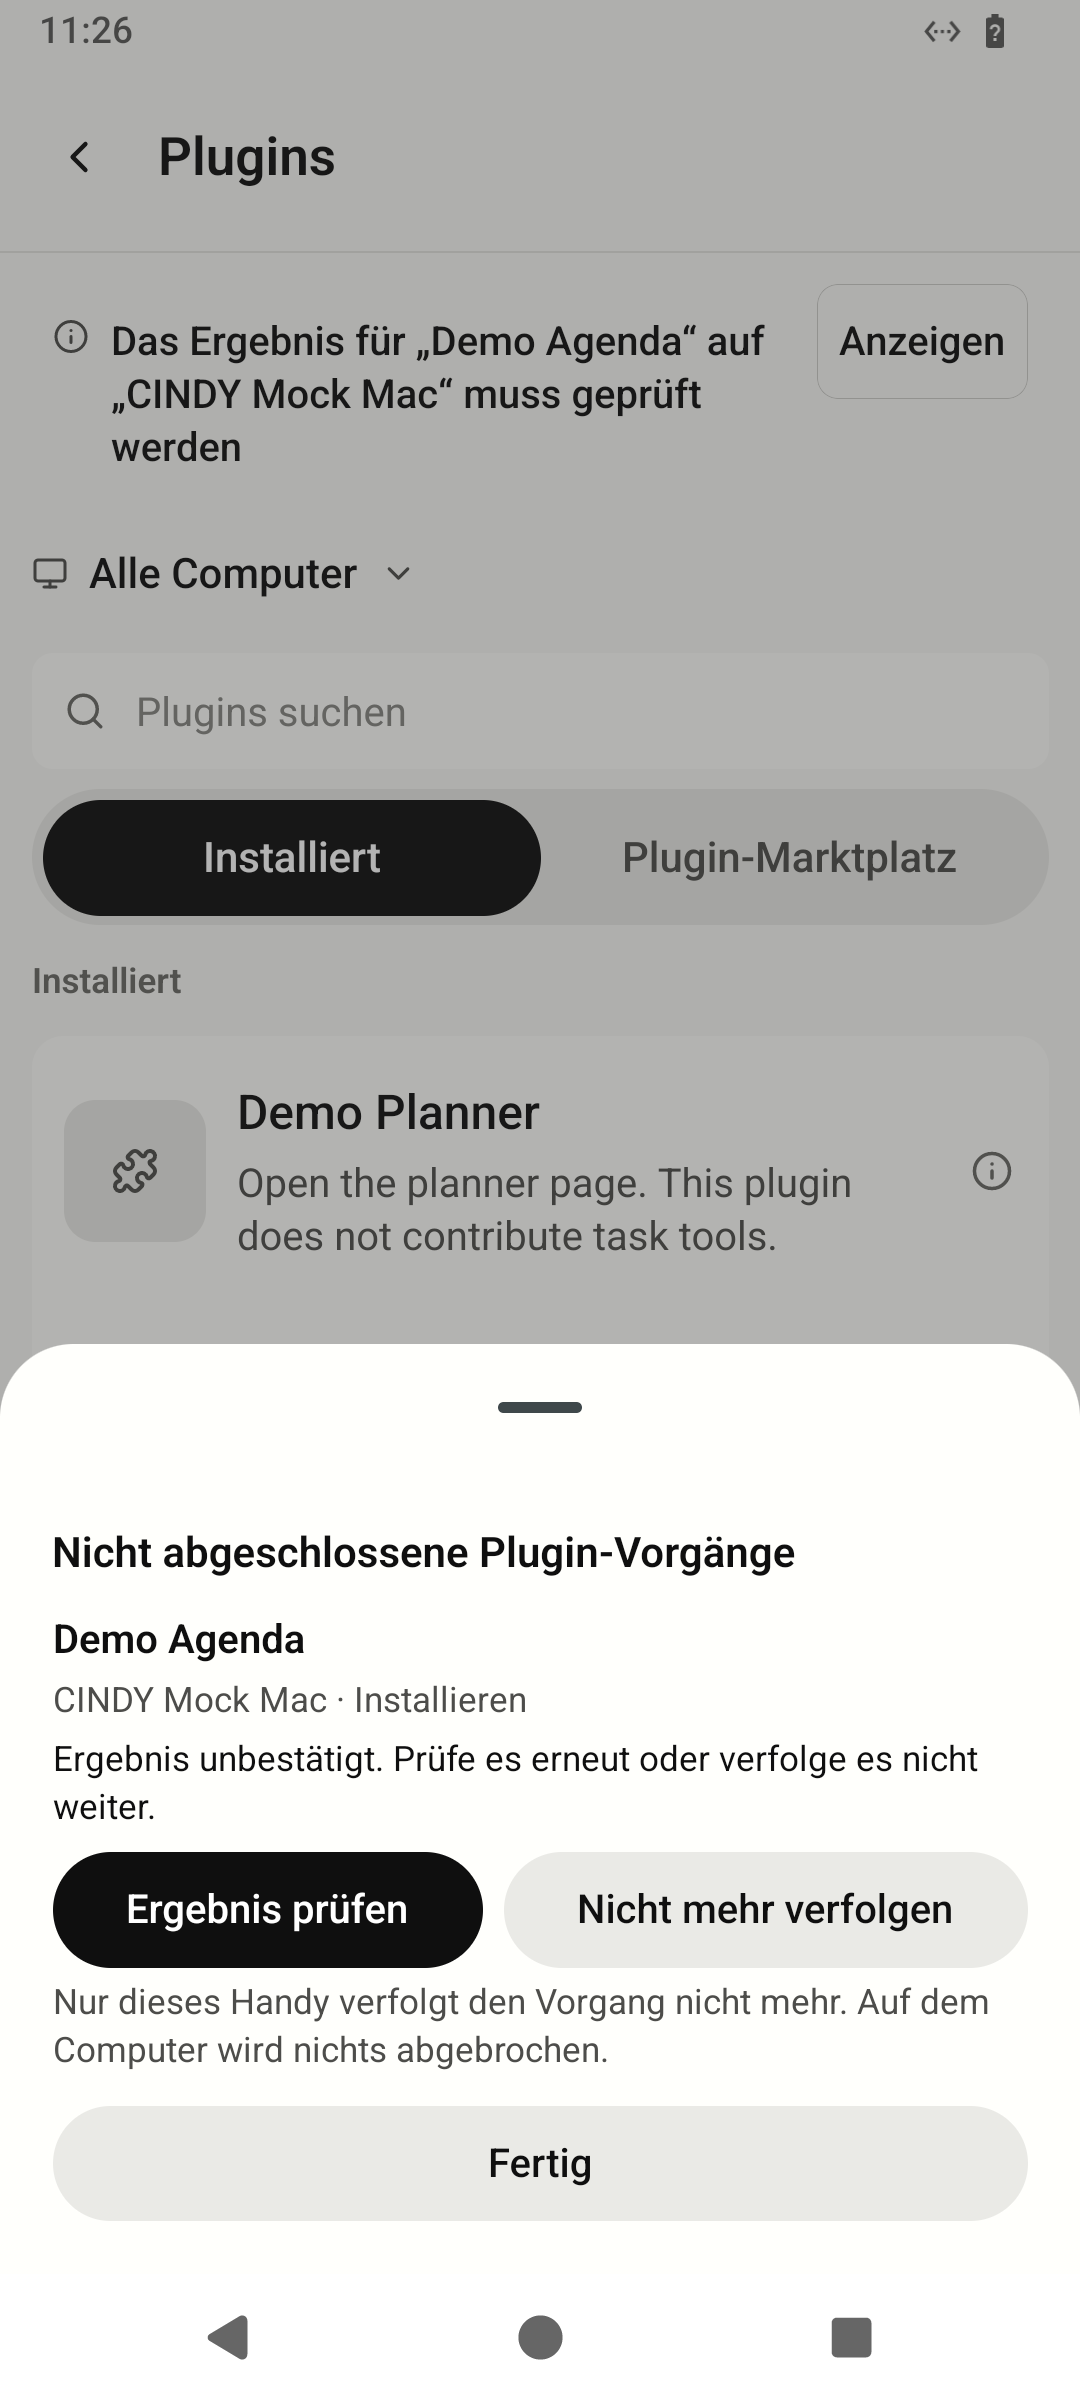 11:26
Plugins
Das Ergebnis für „Demo Agenda“ auf
„CINDY Mock Mac“ muss geprüft
werden
Anzeigen
Alle Computer
Plugins suchen
Installiert
Plugin-Marktplatz
Installiert
Demo Planner
Open the planner page. This plugin
does not contribute task tools.
Nicht abgeschlossene Plugin-Vorgänge
Demo Agenda
CINDY Mock Mac · Installieren
Ergebnis unbestätigt. Prüfe es erneut oder verfolge es nicht
weiter.
Ergebnis prüfen
Nicht mehr verfolgen
Nur dieses Handy verfolgt den Vorgang nicht mehr. Auf dem
Computer wird nichts abgebrochen.
Fertig